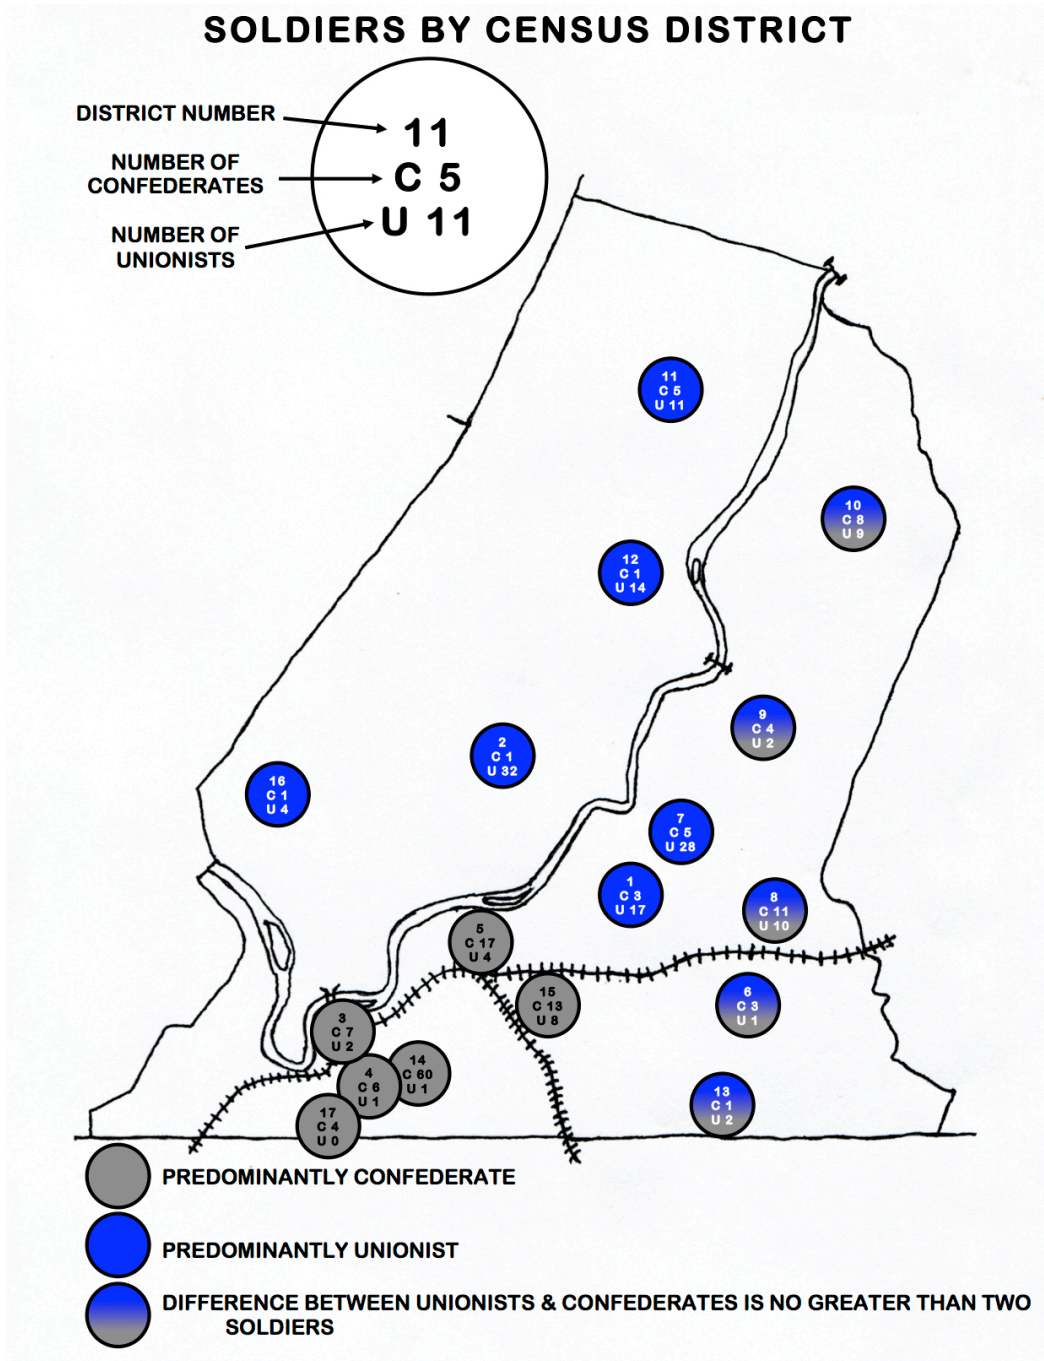 SOLDIERS BY CENSUS DISTRICT
DISTRICT NUMBER
11
NUMBER OF
CONFEDERATES
C 5
NUMBER OF
UNIONISTS
U 11
11
C 5
U 11
10
C 8
U 9
12
C 1
U 14
9
C 4
U 2
2
C 1
U 32
16
C 1
U 4
7
C 5
U 28
1
C 3
U 17
8
C 11
U 10
5
C 17
U 4
15
C 13
U 8
6
C 3
U 1
3
C 7
U 2
14
C 60
U 1
4
C 6
U 1
13
C 1
U 2
17
C 4
U 0
PREDOMINANTLY CONFEDERATE
PREDOMINANTLY UNIONIST
DIFFERENCE BETWEEN UNIONISTS & CONFEDERATES IS NO GREATER THAN TWO
SOLDIERS